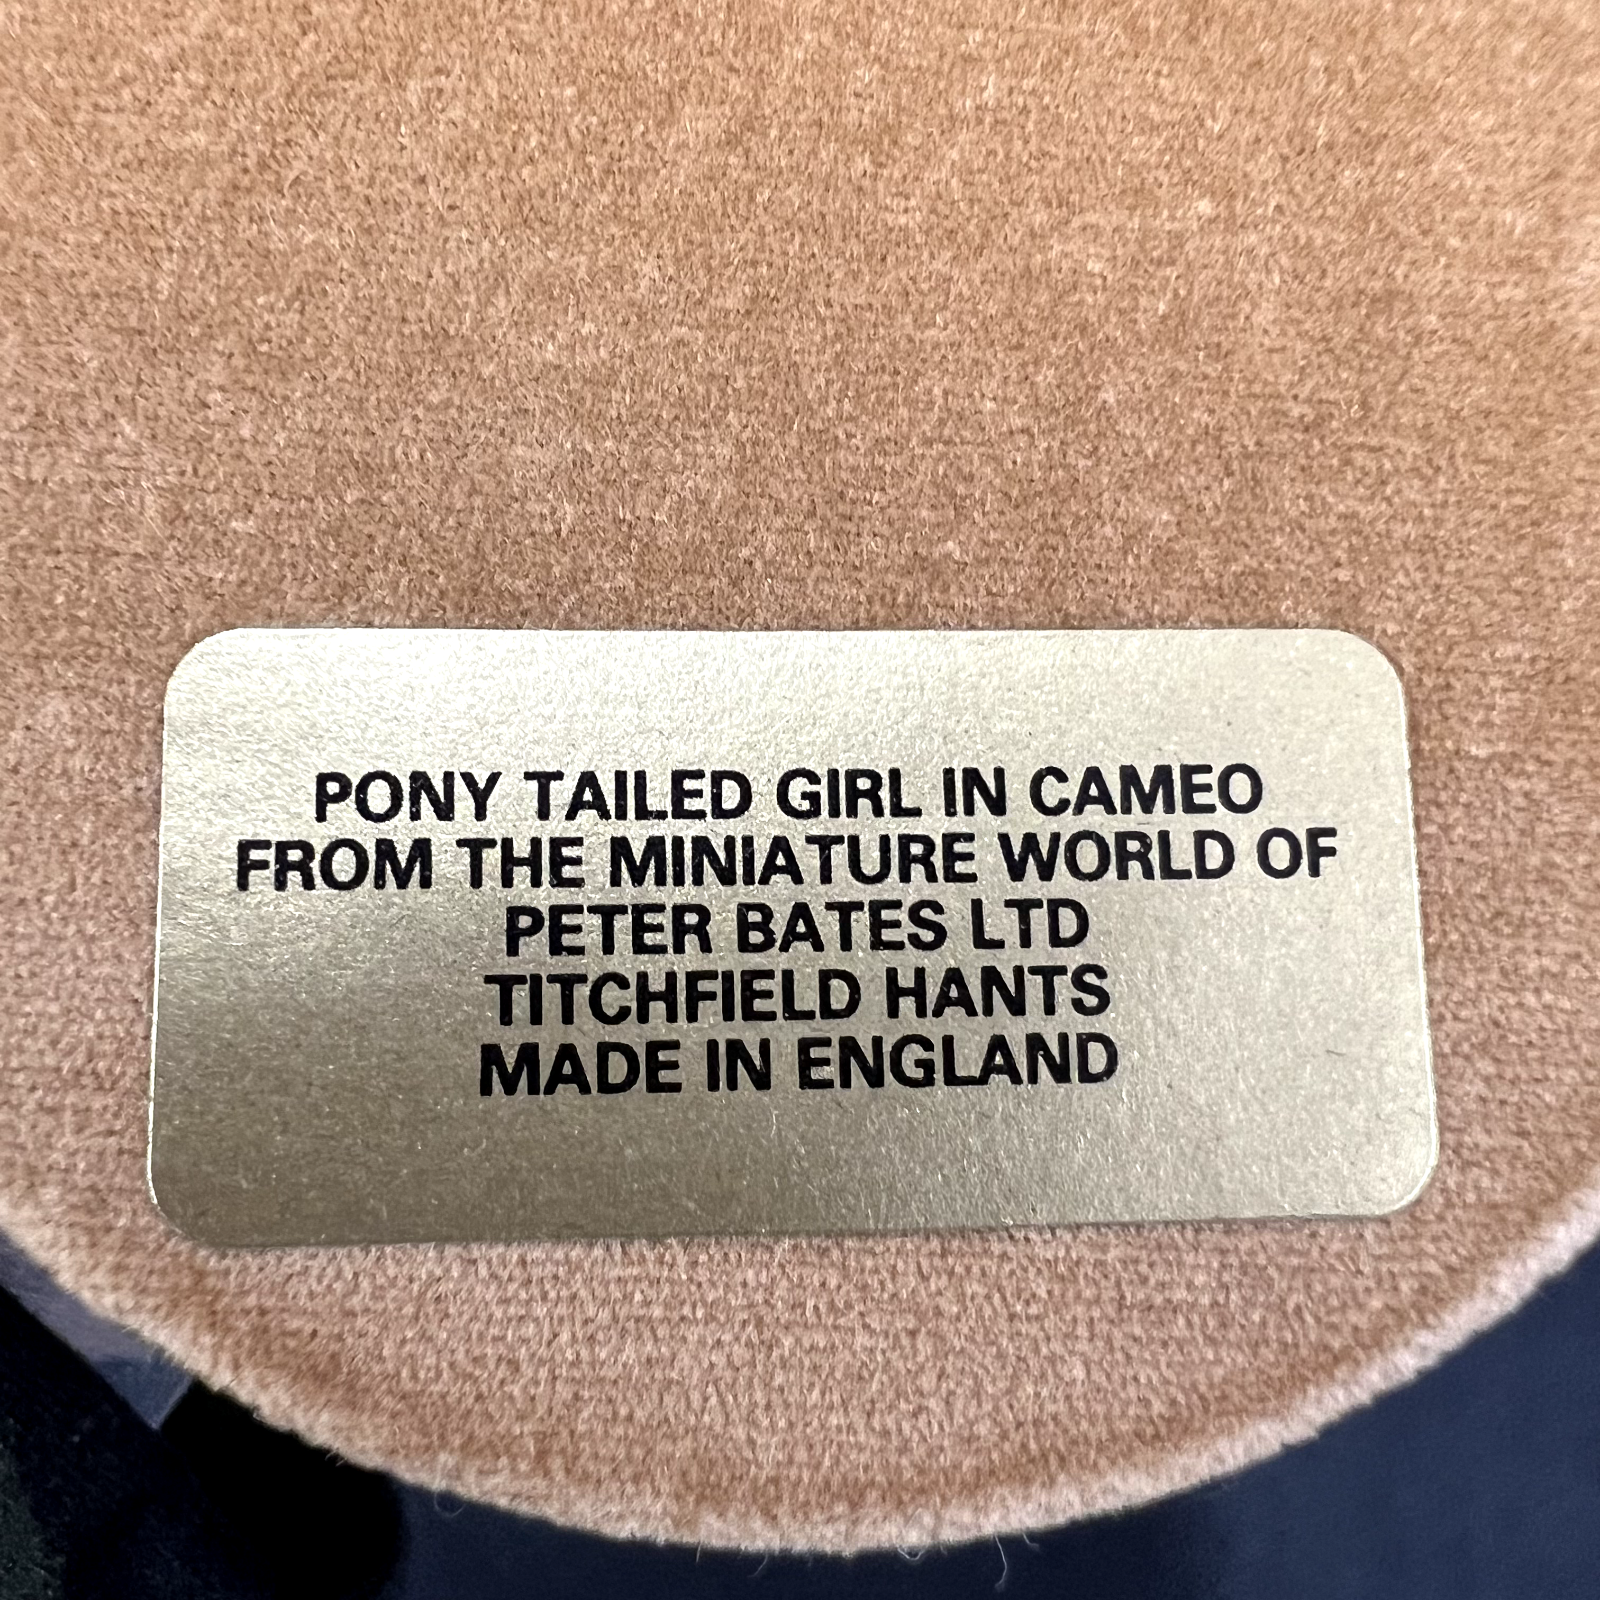 PONY TAILED GIRL IN CAMEO
FROM THE MINIATURE WORLD OF
PETER BATES LTD
TITCHFIELD HANTS
MADE IN ENGLAND